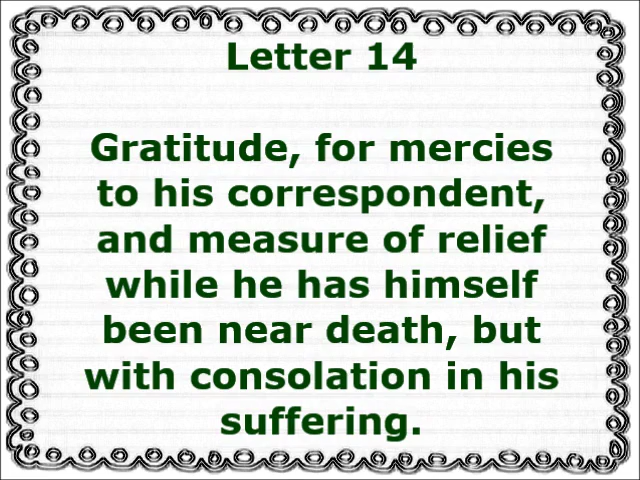 Letter 14
Gratitude, for mercies
to his correspondent,
and measure of relief
while he has himself
been near death, but
with consolation in his
suffering.